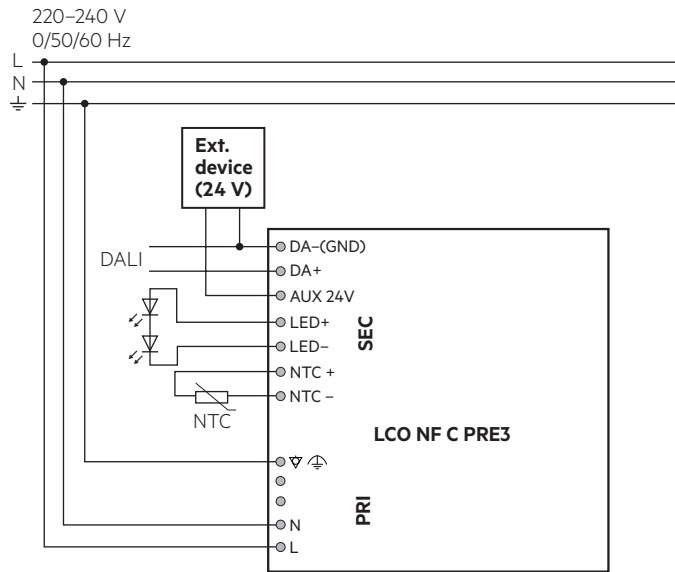 220–240 V
0/50/60 Hz
L
N
Ext.
device
(24 V)
DALI
DA–(GND)
DA+
AUX 24V
LED+
LED–
NTC +
NTC –
NTC
SEC
LCO NF C PRE3
PRI
N
L